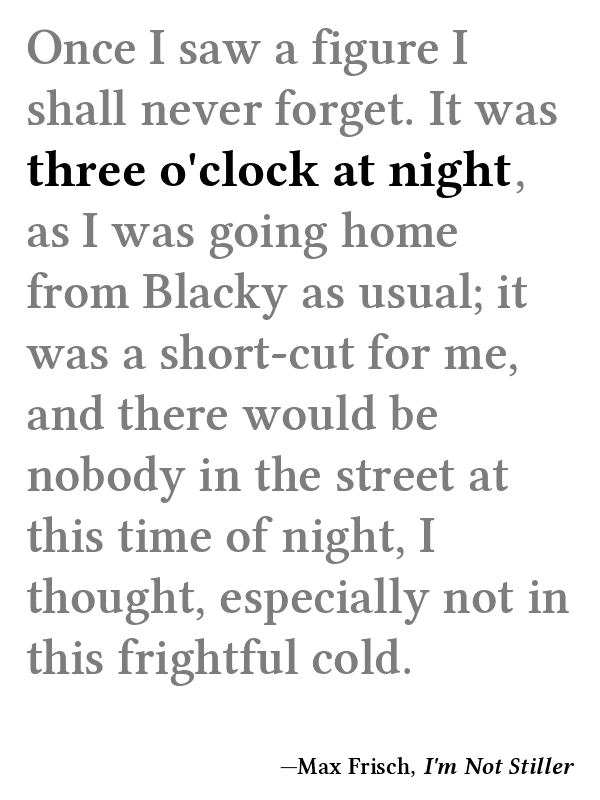 Once I saw a figure I
shall never forget. It was
three o'clock at night,
as I was going home
from Blacky as usual; it
was a short-cut for me,
and there would be
nobody in the street at
this time of night, I
thought, especially not in
this frightful cold.
—Max Frisch, I'm Not Stiller